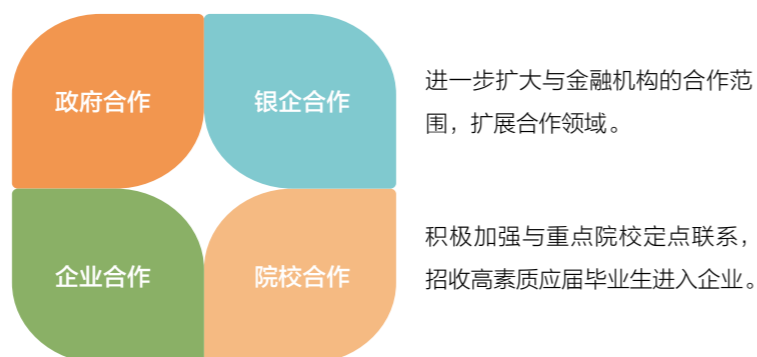 政府合作
银企合作
进一步扩大与金融机构的合作范
围，扩展合作领域。
企业合作
院校合作
积极加强与重点院校定点联系，
招收高素质应届毕业生进入企业。